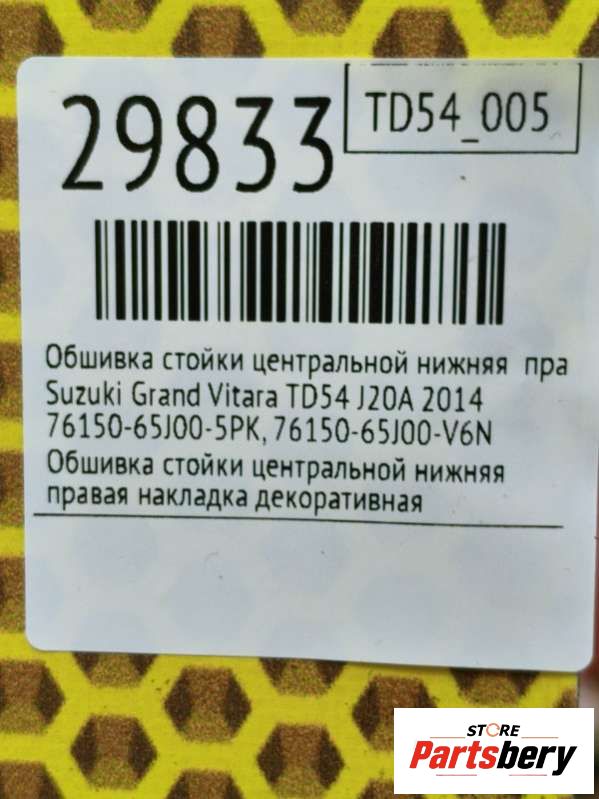 29833
TD54_005
Обшивка стойки центральной нижняя пра
Suzuki Grand Vitara TD54 J20A 2014
76150-65J00-5PK, 76150-65J00-V6N
Обшивка стойки центральной нижняя
правая накладка декоративная
STORE
Partsbery